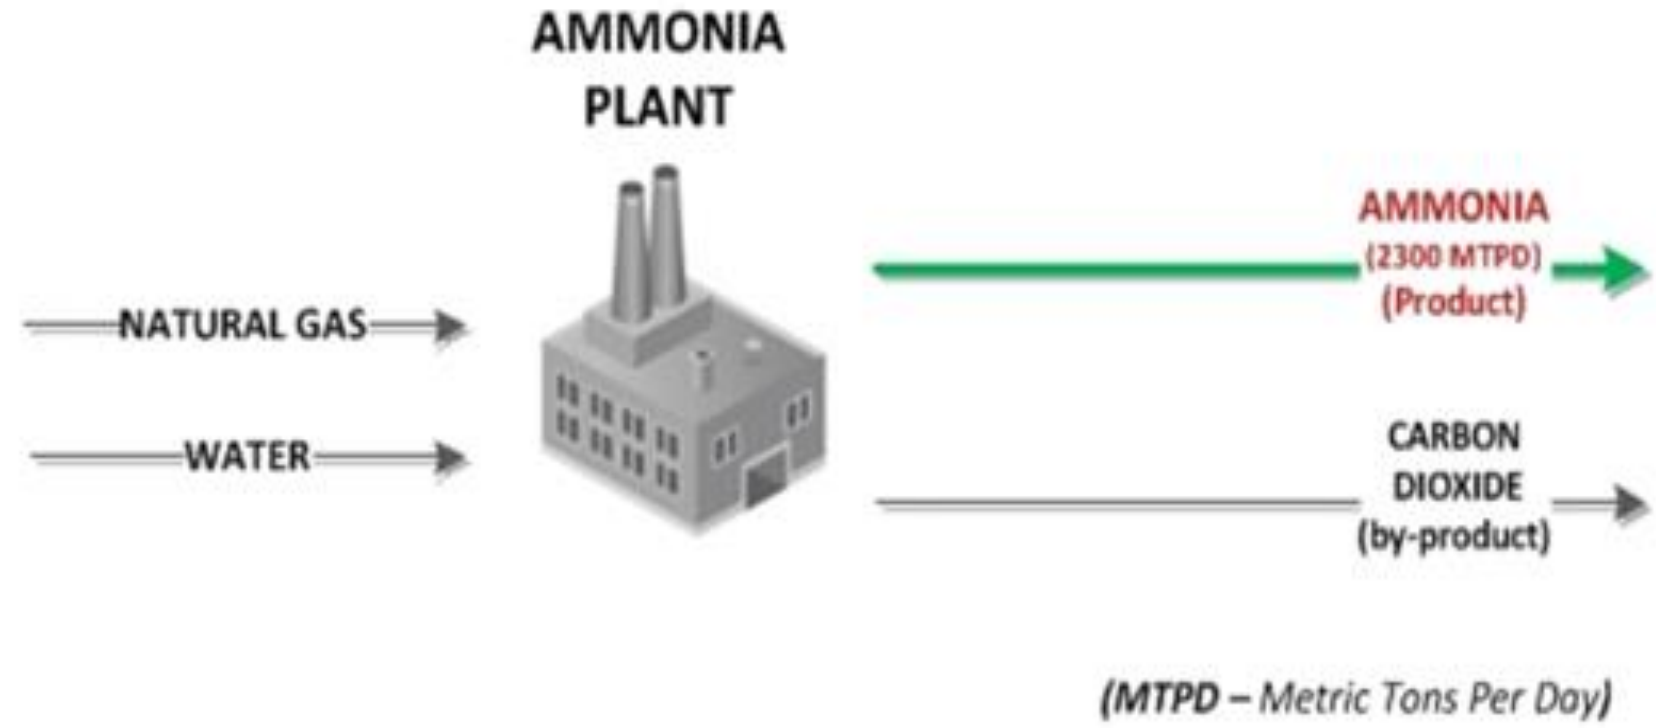 AMMONIA
PLANT
NATURAL GAS
WATER
AMMONIA
(2300 MTPD)
(Product)
CARBON
DIOXIDE
(by-product)
(MTPD – Metric Tons Per Day)